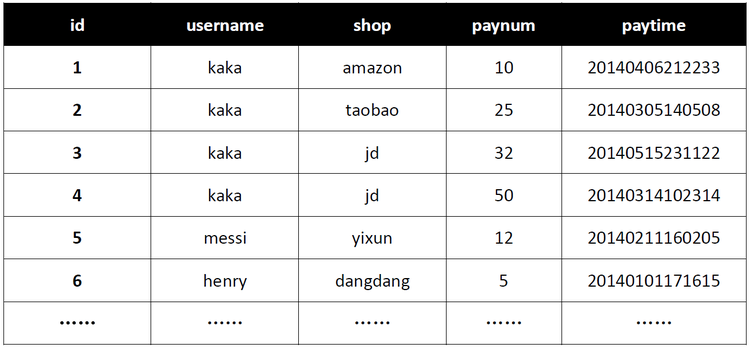 id username shop paynum paytime
1 kaka amazon 10 20140406212233
2 kaka taobao 25 20140305140508
3 kaka jd 32 20140515231122
4 kaka jd 50 20140314102314
5 messi yixun 12 20140211160205
6 henry dangdang 5 20140101171615
…… …… …… …… ……